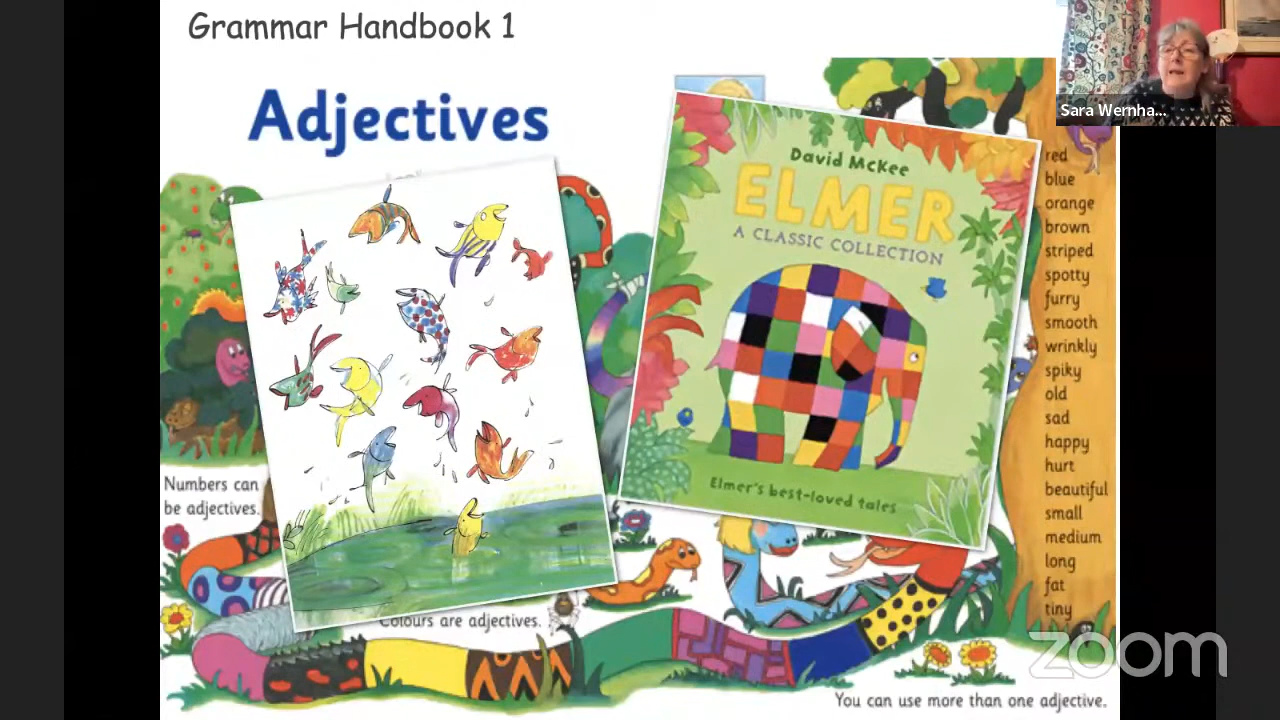 Grammar Handbook 1
Sara Wernha...
Adjectives
David McKee
ELMER
A CLASSIC COLLECTION
Elmer's best-loved tales
red
blue
orange
brown
striped
spotty
furry
smooth
wrinkly
spiky
old
sad
happy
hurt
beautiful
small
medium
long
fat
tiny
Numbers can
be adjectives.
Colours are adjectives.
You can use more than one adjective.
zoom